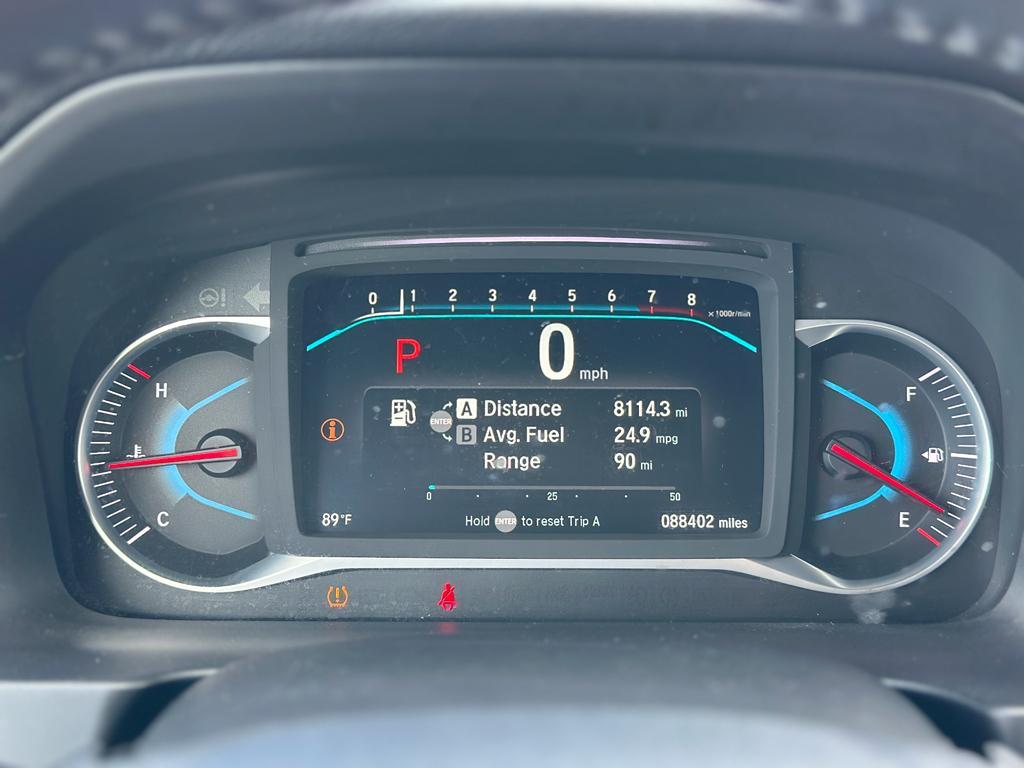 0 1 2 3 4 5 6 7 8 x1000r/min
P 0 mph
H
F
A Distance 8114.3 mi
ENTER
B Avg. Fuel 24.9 mpg
Range 90 mi
0 25 50
C
E
89°F Hold ENTER to reset Trip A 088402 miles